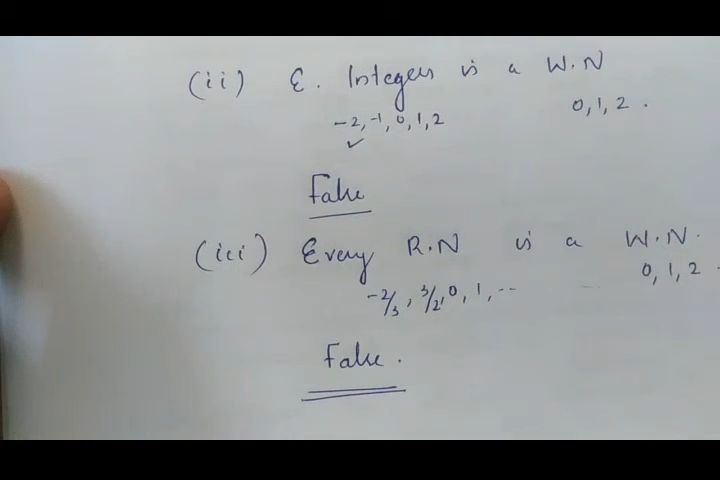 (ii) E. Integers is a W.N
-2, -1, 0, 1, 2 0, 1, 2 .
✓
False
(iii) Every R.N is a W.N.
-2/3, 3/2, 0, 1, -- 0, 1, 2 .
False.